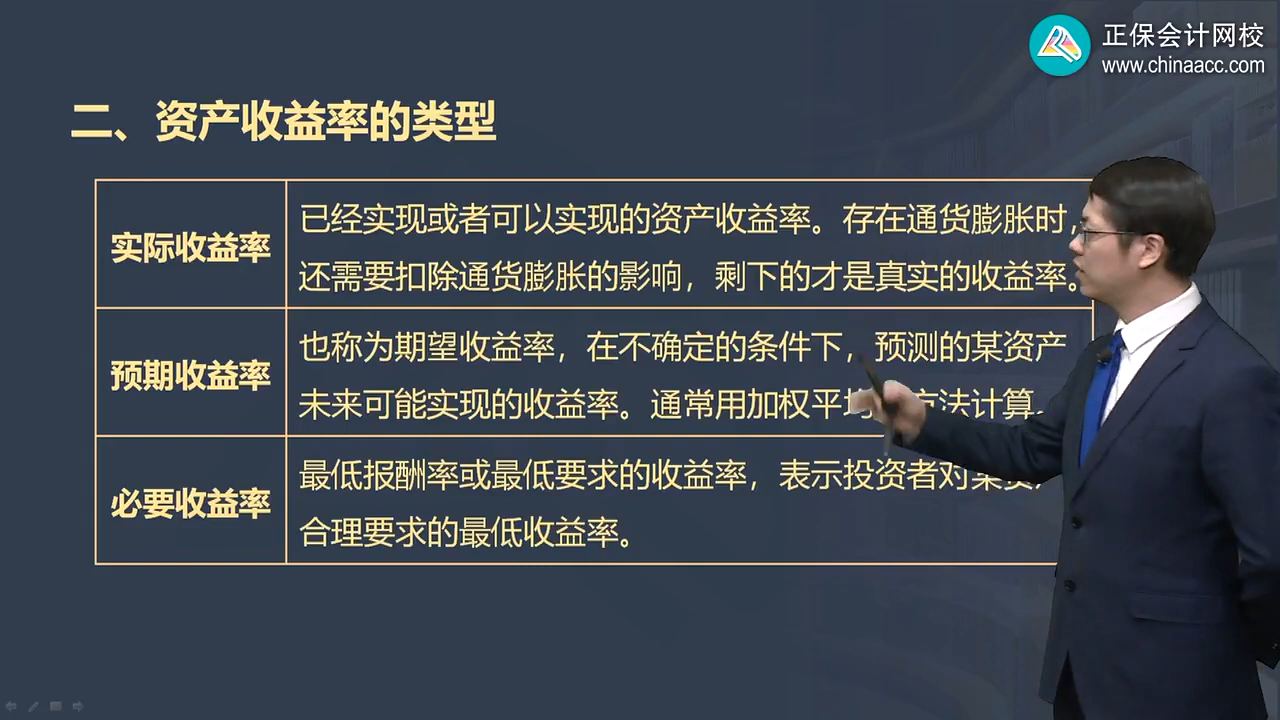 正保会计网校
www.chinaacc.com
二、资产收益率的类型
实际收益率
已经实现或者可以实现的资产收益率。存在通货膨胀时，
还需要扣除通货膨胀的影响，剩下的才是真实的收益率。
预期收益率
也称为期望收益率，在不确定的条件下，预测的某资产
未来可能实现的收益率。通常用加权平 方法计算。
必要收益率
最低报酬率或最低要求的收益率，表示投资者对某
合理要求的最低收益率。